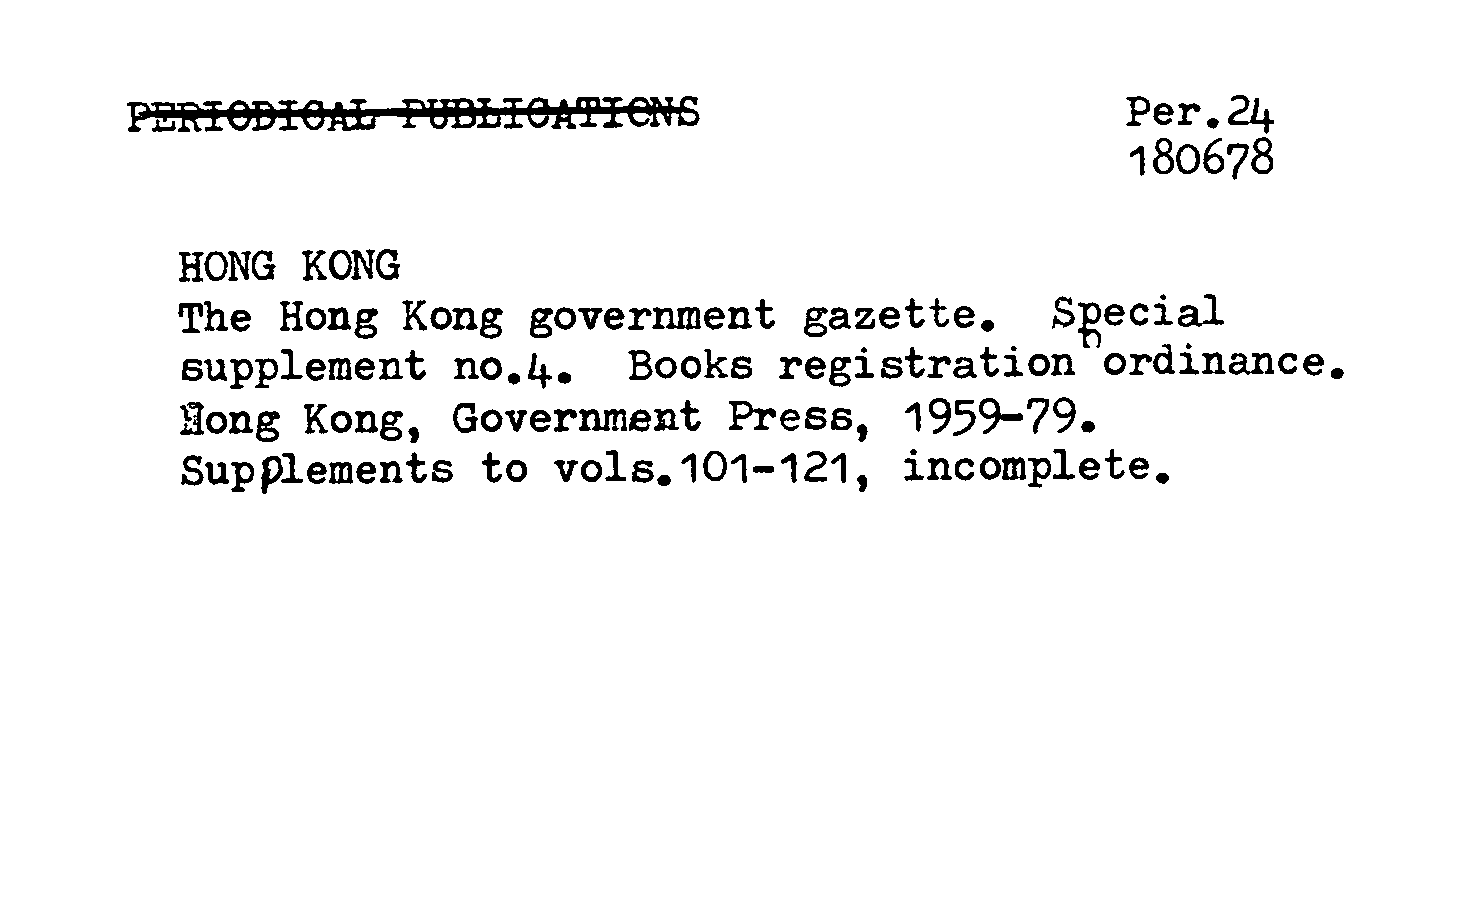 PERIODICAL PUBLICATIONS
Per.24
180678
HONG KONG
The Hong Kong government gazette. Special
supplement no.4. Books registration ordinance.
Hong Kong, Government Press, 1959-79.
Supplements to vols.101-121, incomplete.